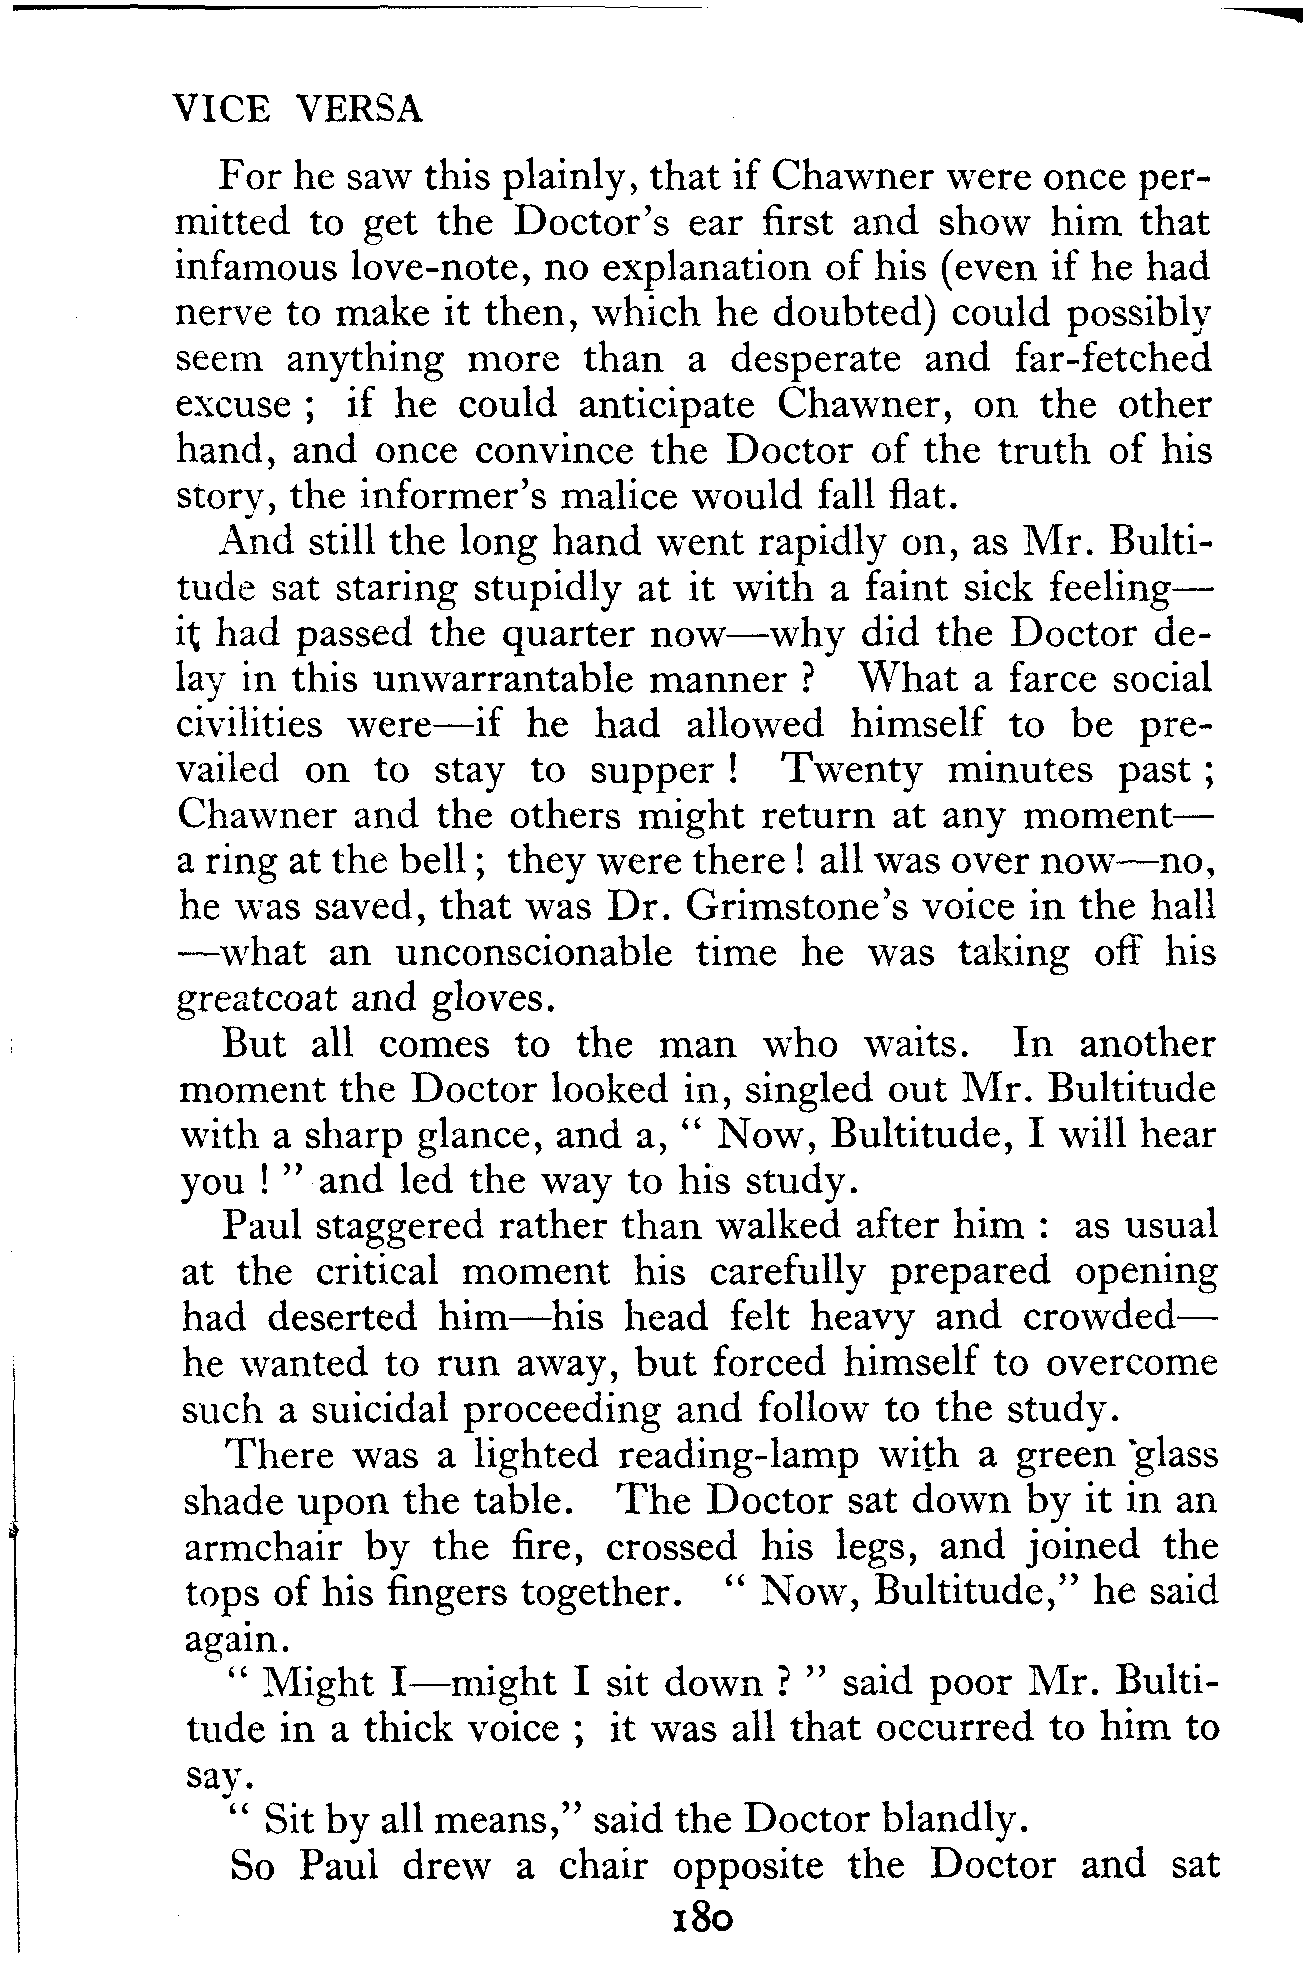 VICE VERSA
For he saw this plainly, that if Chawner were once per-
mitted to get the Doctor's ear first and show him that
infamous love-note, no explanation of his (even if he had
nerve to make it then, which he doubted) could possibly
seem anything more than a desperate and far-fetched
excuse ; if he could anticipate Chawner, on the other
hand, and once convince the Doctor of the truth of his
story, the informer's malice would fall flat.
And still the long hand went rapidly on, as Mr. Bulti-
tude sat staring stupidly at it with a faint sick feeling—
it had passed the quarter now—why did the Doctor de-
lay in this unwarrantable manner ? What a farce social
civilities were—if he had allowed himself to be pre-
vailed on to stay to supper ! Twenty minutes past ;
Chawner and the others might return at any moment—
a ring at the bell ; they were there ! all was over now—no,
he was saved, that was Dr. Grimstone's voice in the hall
—what an unconscionable time he was taking off his
greatcoat and gloves.
But all comes to the man who waits. In another
moment the Doctor looked in, singled out Mr. Bultitude
with a sharp glance, and a, “ Now, Bultitude, I will hear
you ! ” and led the way to his study.
Paul staggered rather than walked after him : as usual
at the critical moment his carefully prepared opening
had deserted him—his head felt heavy and crowded—
he wanted to run away, but forced himself to overcome
such a suicidal proceeding and follow to the study.
There was a lighted reading-lamp with a green glass
shade upon the table. The Doctor sat down by it in an
armchair by the fire, crossed his legs, and joined the
tops of his fingers together. “ Now, Bultitude,” he said
again.
“ Might I—might I sit down ? ” said poor Mr. Bulti-
tude in a thick voice ; it was all that occurred to him to
say.
“ Sit by all means,” said the Doctor blandly.
So Paul drew a chair opposite the Doctor and sat
180